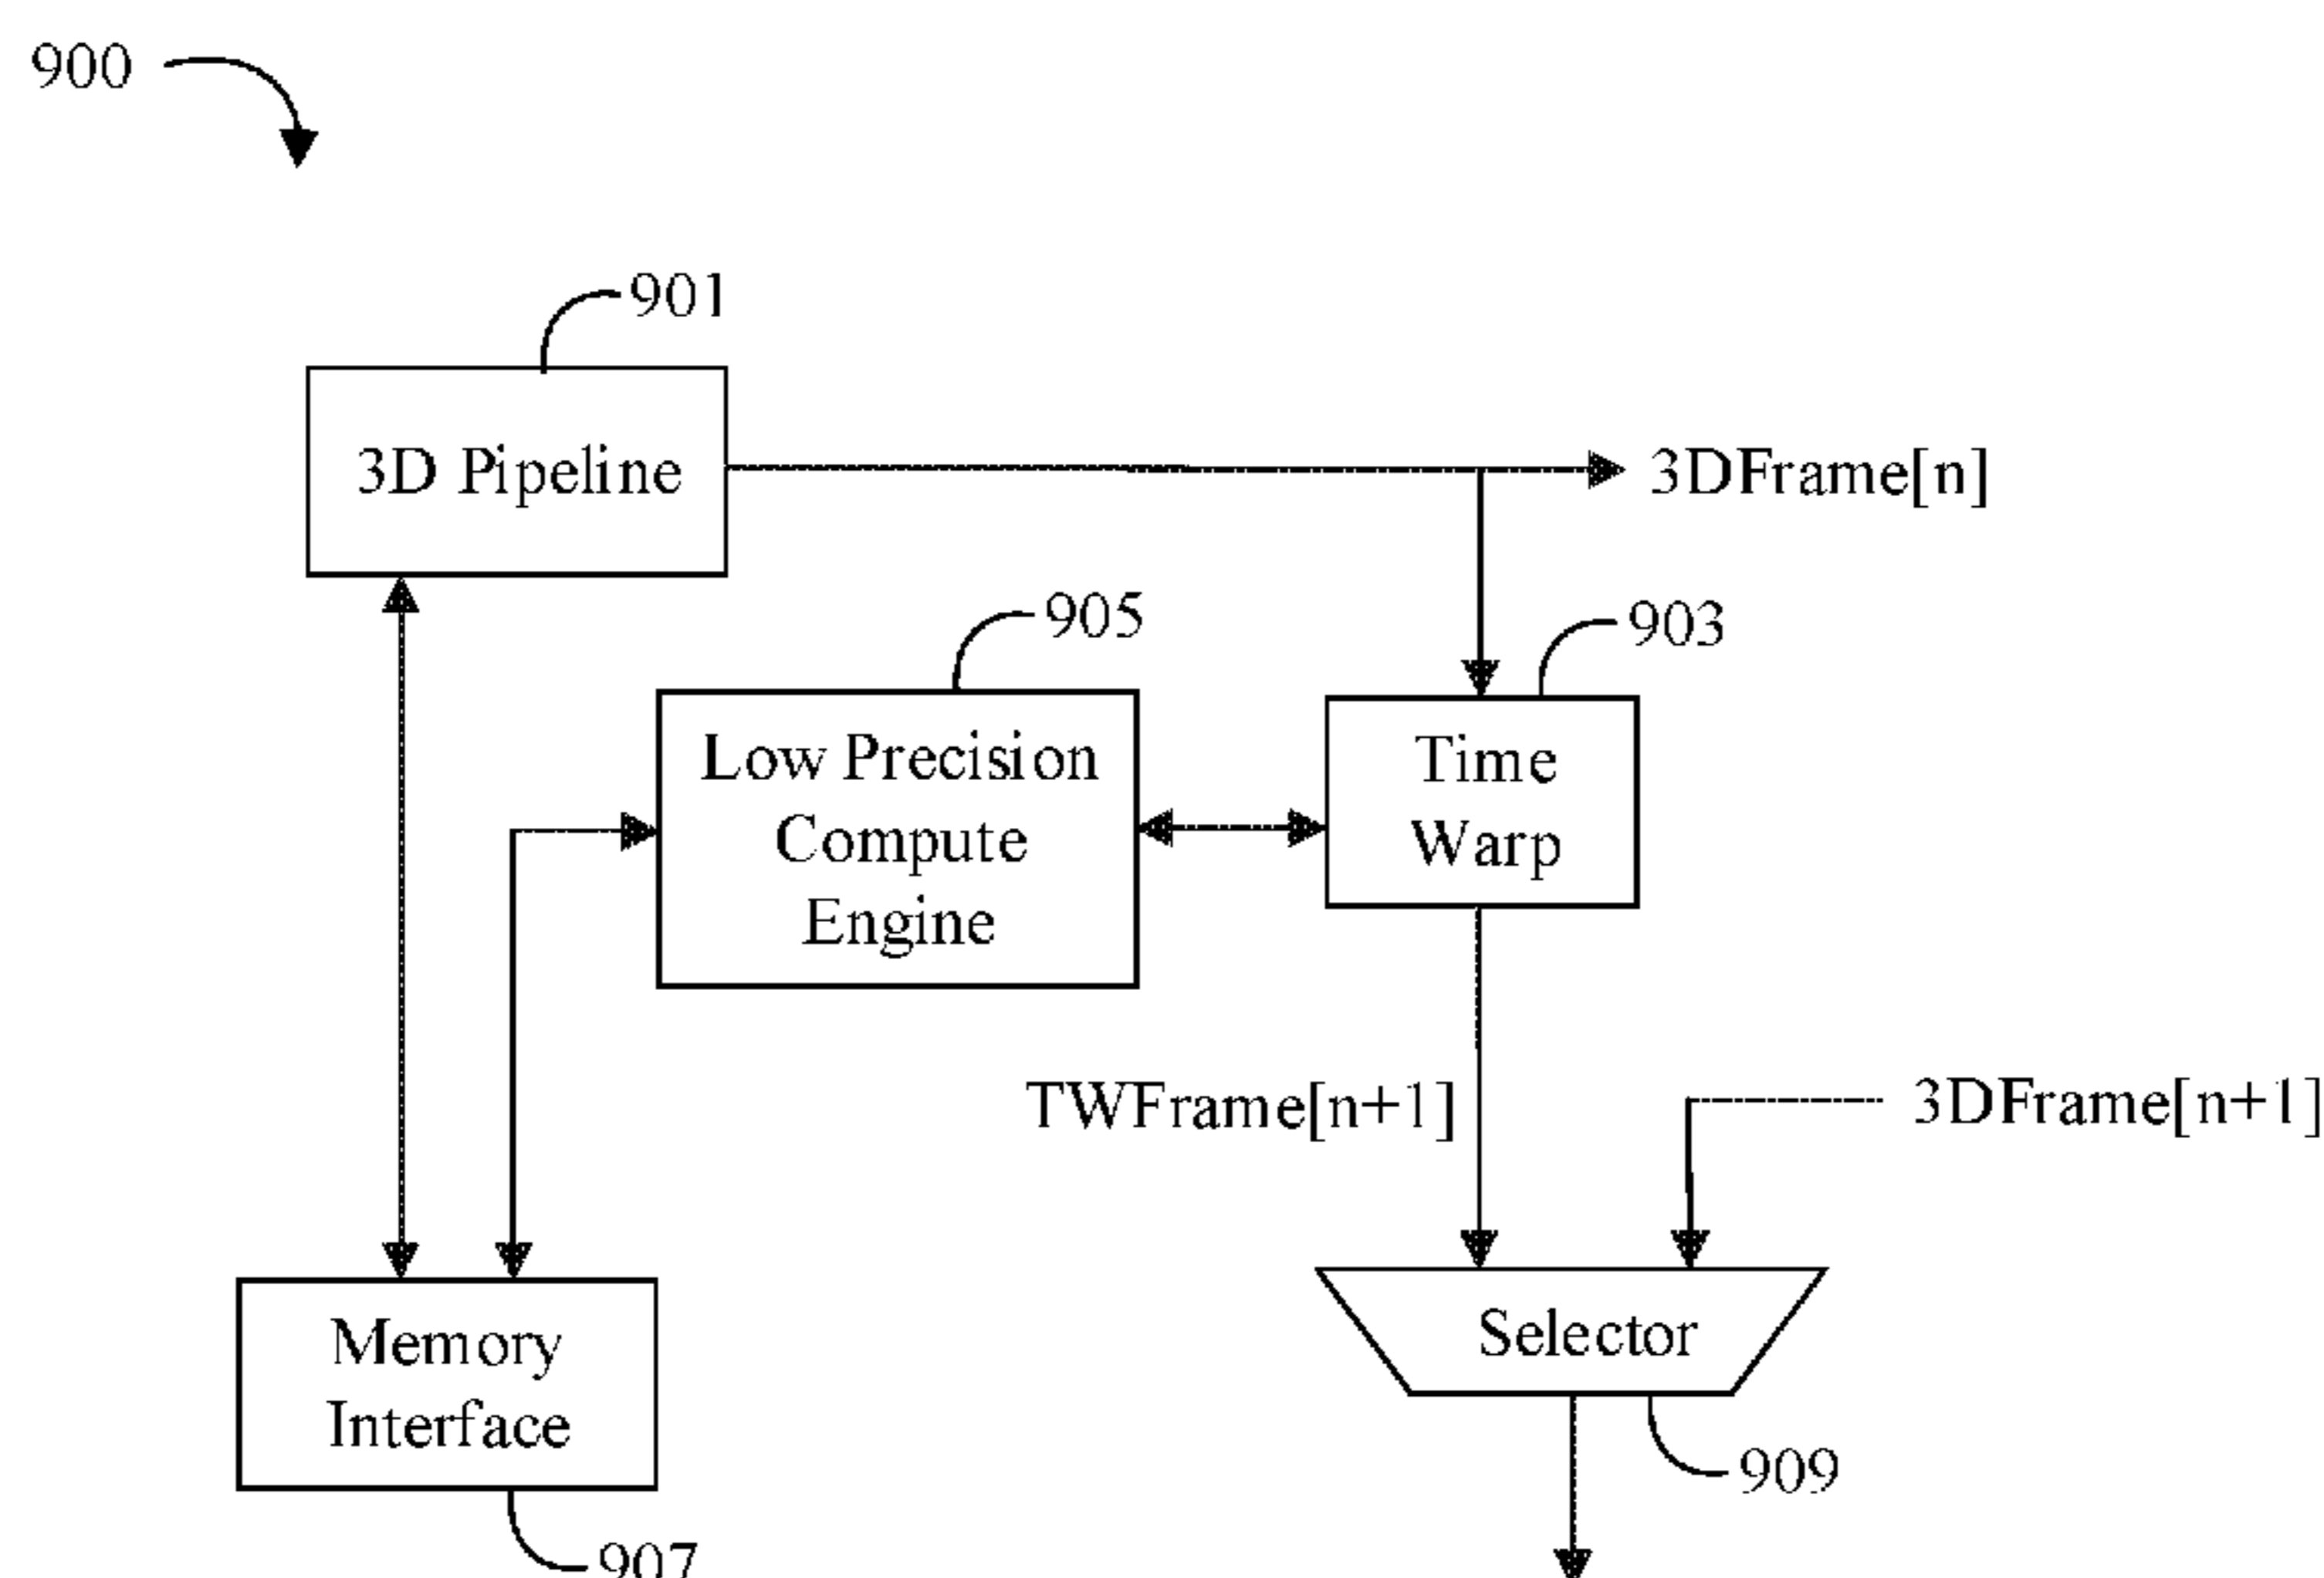 900
901
3D Pipeline
3DFrame[n]
905
903
Low Precision
Compute
Engine
Time
Warp
TWFrame[n+1]
3DFrame[n+1]
Memory
Interface
Selector
909
907